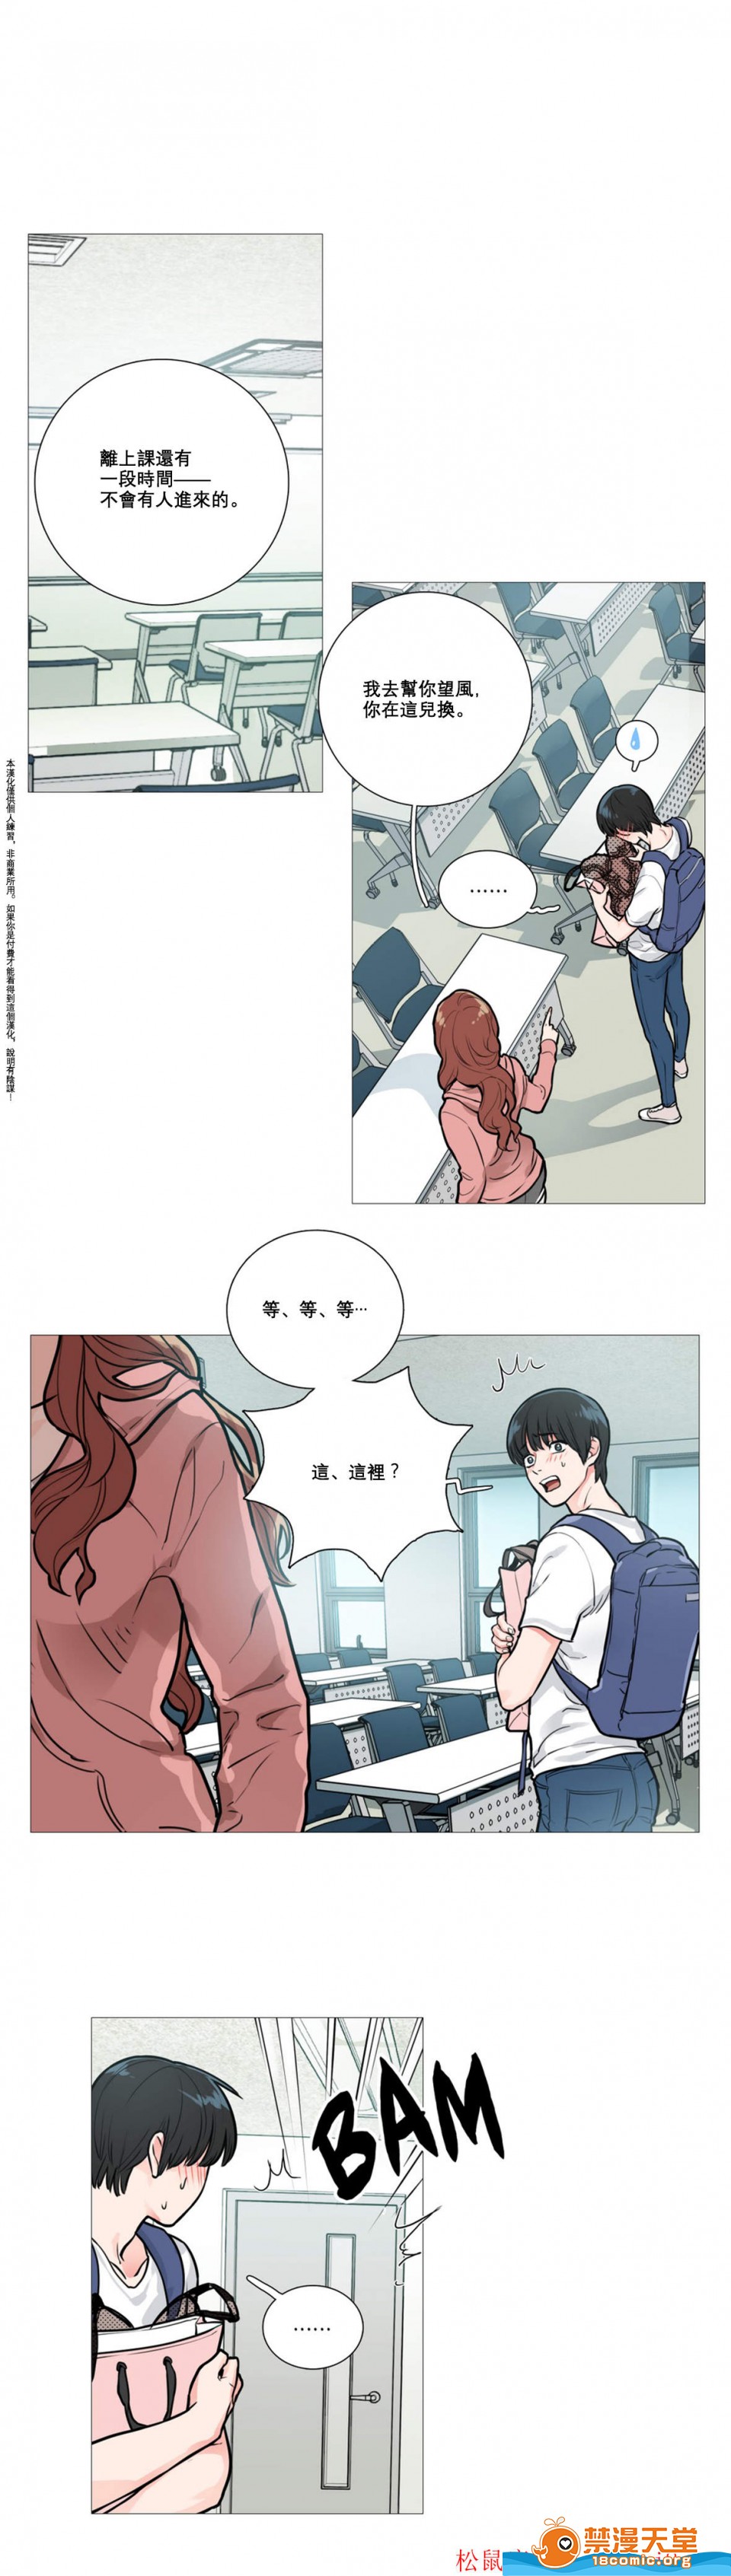 離上課還有
一段時間——
不會有人進來的。
我去幫你望風,
你在這兒換。
......
本漢化僅供個人練習，非商業所用。如果你是付費才能看得到這個漢化，說明有陰謀！
等、等、等…
這、這裡？
BAM
......
松鼠
禁漫天堂
18comic.org